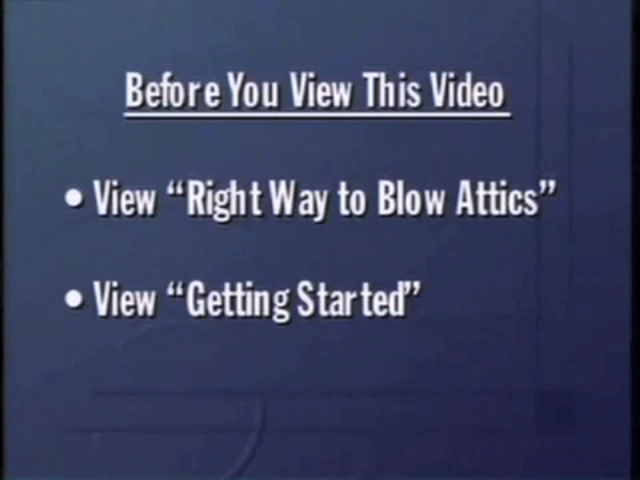 Before You View This Video
• View “Right Way to Blow Attics”
• View “Getting Started”